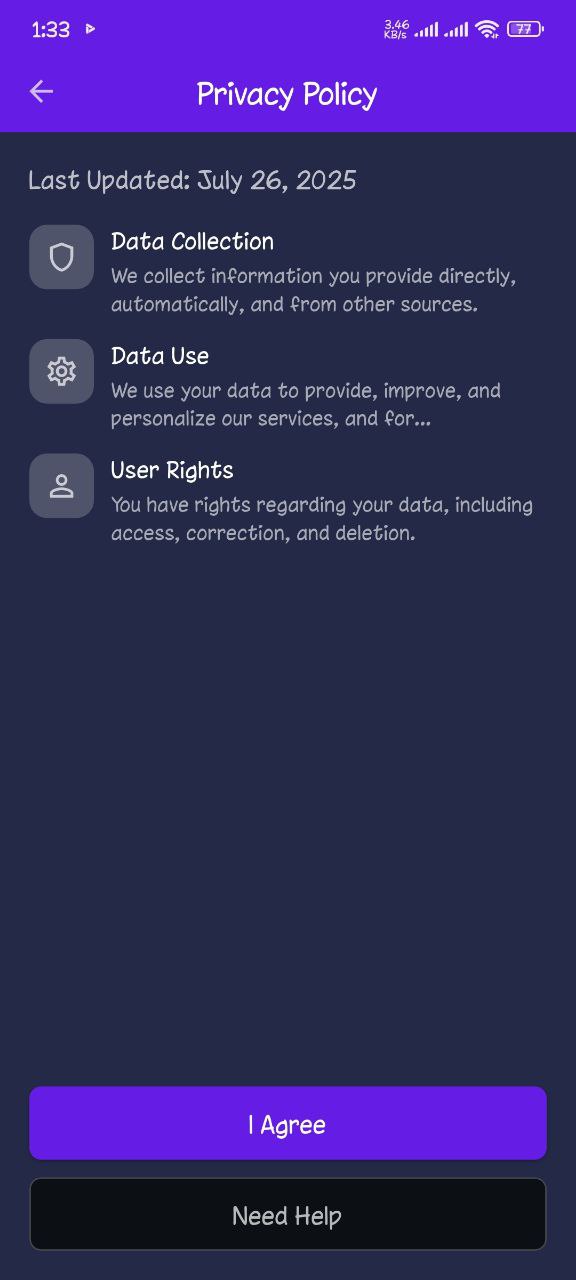 1:33
3.46
KB/s
77
Privacy Policy
Last Updated: July 26, 2025
Data Collection
We collect information you provide directly,
automatically, and from other sources.
Data Use
We use your data to provide, improve, and
personalize our services, and for...
User Rights
You have rights regarding your data, including
access, correction, and deletion.
I Agree
Need Help